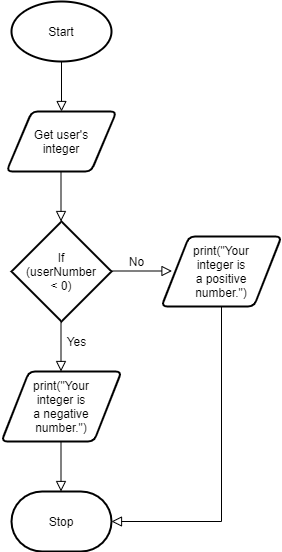 Start
Get user's
integer
If
(userNumber
< 0)
No
print("Your
integer is
a positive
number.")
Yes
print("Your
integer is
a negative
number.")
Stop